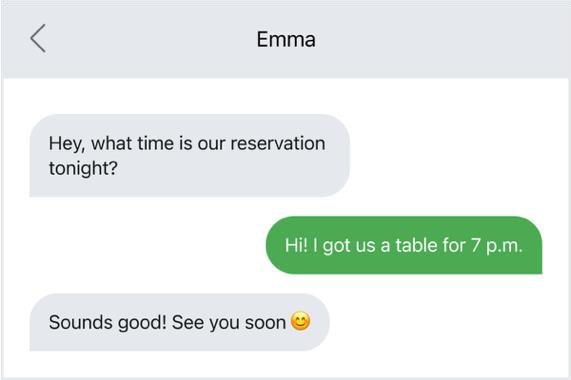 Emma
Hey, what time is our reservation
tonight?
Hi! I got us a table for 7 p.m.
Sounds good! See you soon 😊